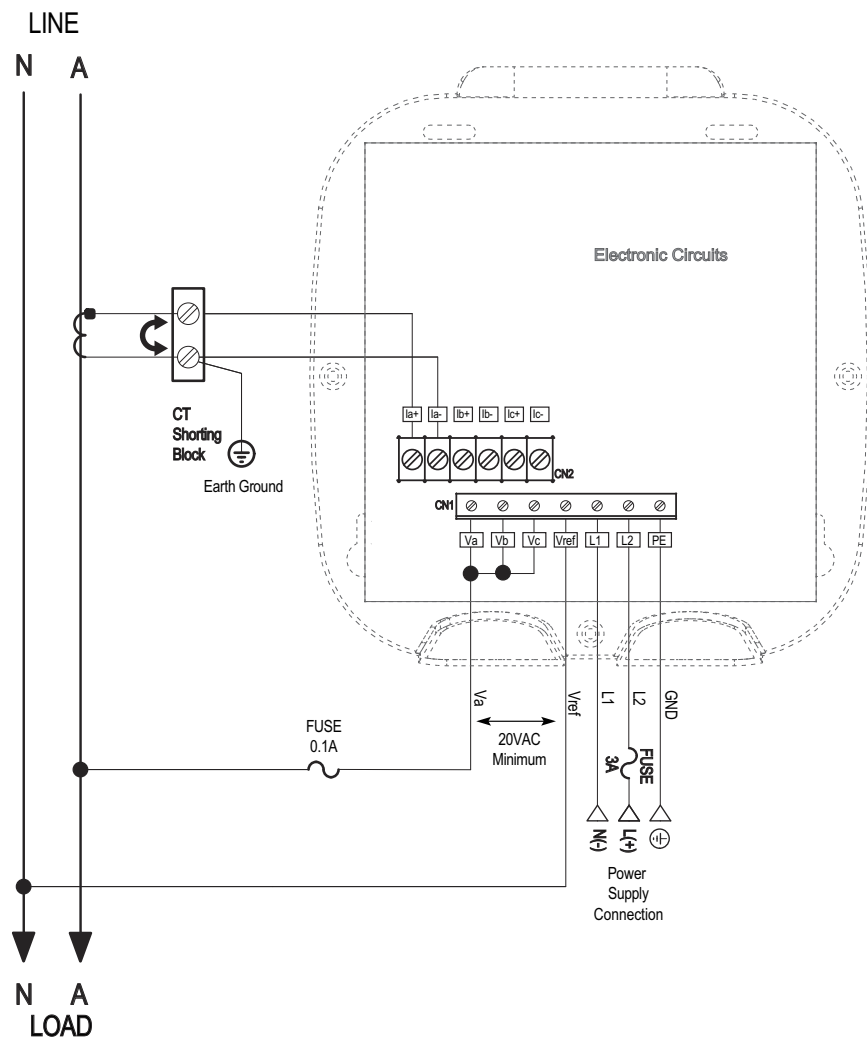 LINE
N A
Electronic Circuits
CT
Shorting
Block
Earth Ground
Ia+ Ia- Ib+ Ib- Ic+ Ic-
CN2
CN1
Va Vb Vc Vref L1 L2 PE
Va
Vref
L1
L2
GND
20VAC
Minimum
FUSE
0.1A
FUSE
3A
N(-)
L(+)
Power
Supply
Connection
N A
LOAD